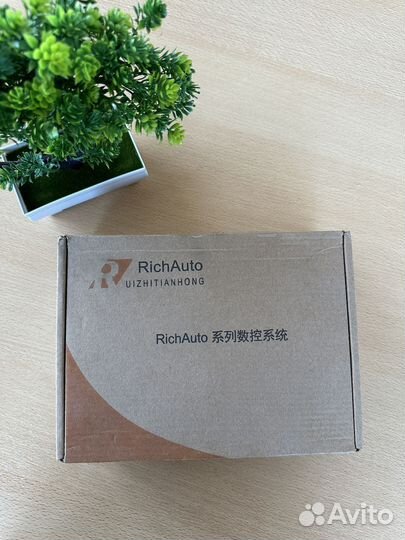 RichAuto
UIZHITIANHONG
RichAuto 系列数控系统
Avito